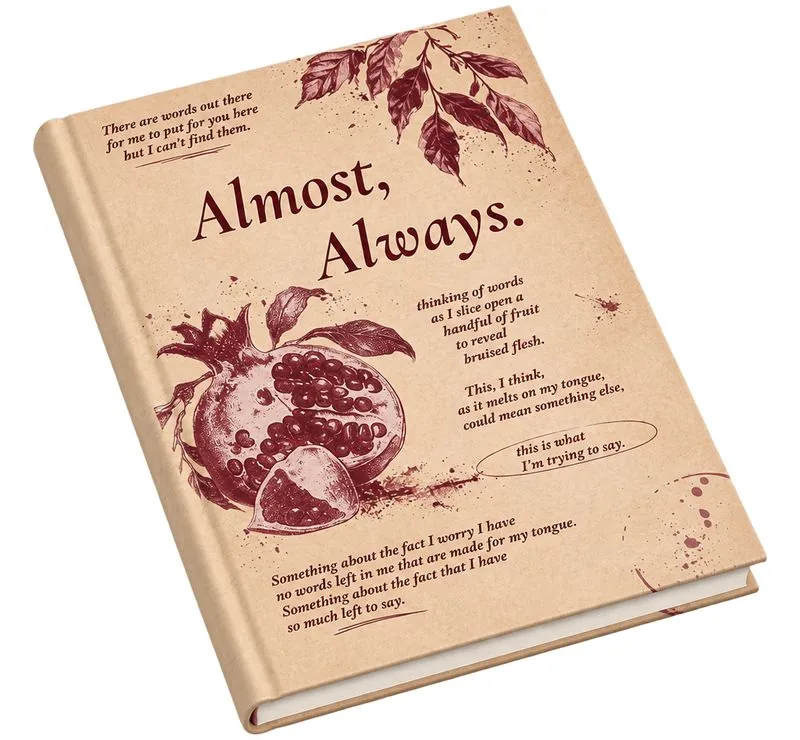 There are words out there
for me to put for you here
but I can't find them.
Almost,
Always.
thinking of words
as I slice open a
handful of fruit
to reveal
bruised flesh.
This, I think,
as it melts on my tongue,
could mean something else,
this is what
I'm trying to say.
Something about the fact I worry I have
no words left in me that are made for my tongue.
Something about the fact that I have
so much left to say.